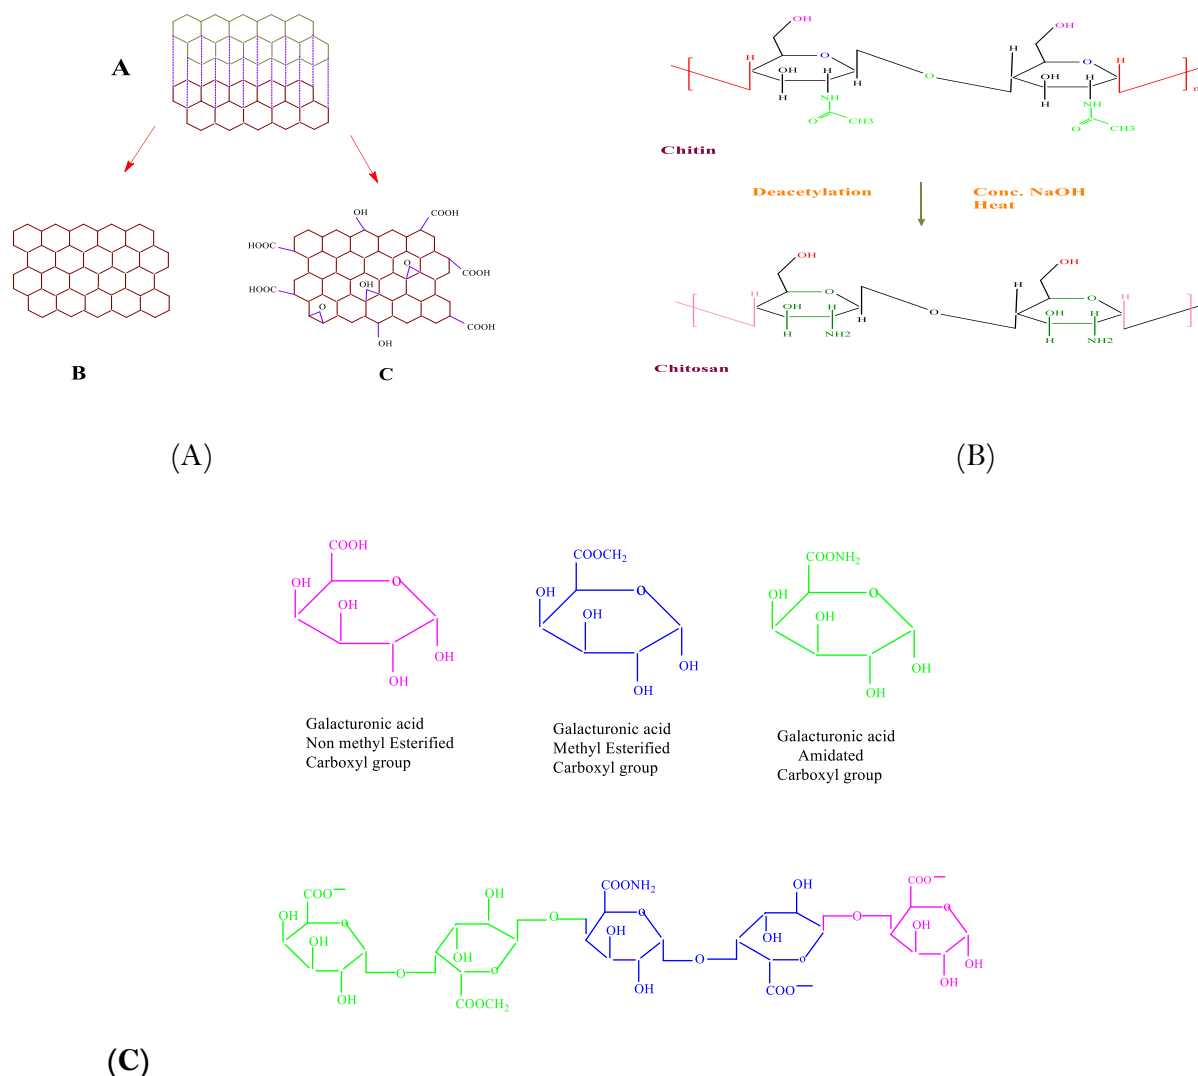 A
B
OH
COOH
HOOC
O
COOH
OH
HOOC
O
COOH
OH
C
(A)
OH
OH
H
O
H
OH
H
H
H
NH
O
CH3
O
H
O
H
OH
H
H
NH
O
CH3
n
Chitin
Deacetylation
Conc. NaOH
Heat
OH
OH
O
H
H
OH
H
H
H
NH2
O
H
O
H
OH
H
H
NH2
Chitosan
(B)
COOH
OH
O
OH
OH
OH
Galacturonic acid
Non methyl Esterified
Carboxyl group
COOCH2
OH
O
OH
OH
OH
Galacturonic acid
Methyl Esterified
Carboxyl group
COONH2
OH
O
OH
OH
OH
Galacturonic acid
Amidated
Carboxyl group
COO—
OH
o
OH
OH
O
OH
OH
o
COOCH2
O
COONH2
o
OH
OH
O
OH
OH
o
COO—
O
COO—
o
OH
OH
OH
(C)